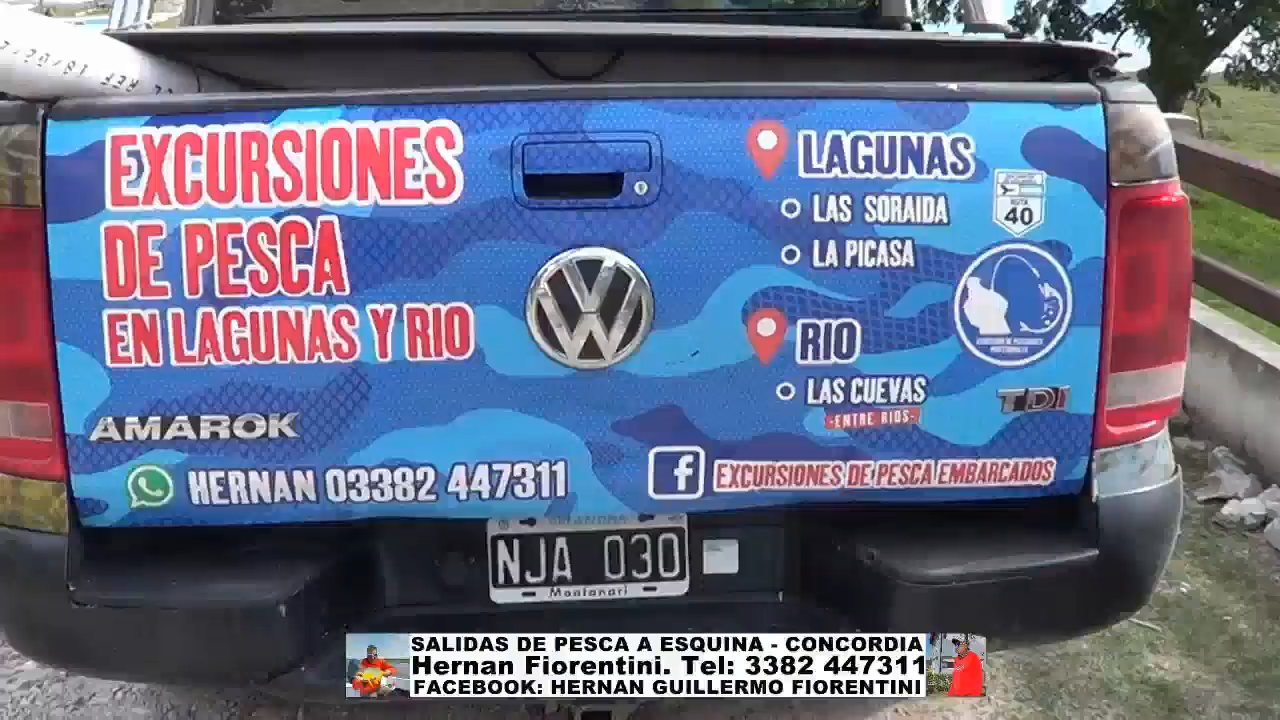 EXCURSIONES
DE PESCA
EN LAGUNAS Y RIO
LAGUNAS
LAS SORAIDA
LA PICASA
RUTA
40
RIO
LAS CUEVAS
-ENTRE RIOS-
AMAROK
TDI
HERNAN 03382 447311
f EXCURSIONES DE PESCA EMBARCADOS
NJA 030
Montanari
SALIDAS DE PESCA A ESQUINA - CONCORDIA
Hernan Fiorentini. Tel: 3382 447311
FACEBOOK: HERNAN GUILLERMO FIORENTINI